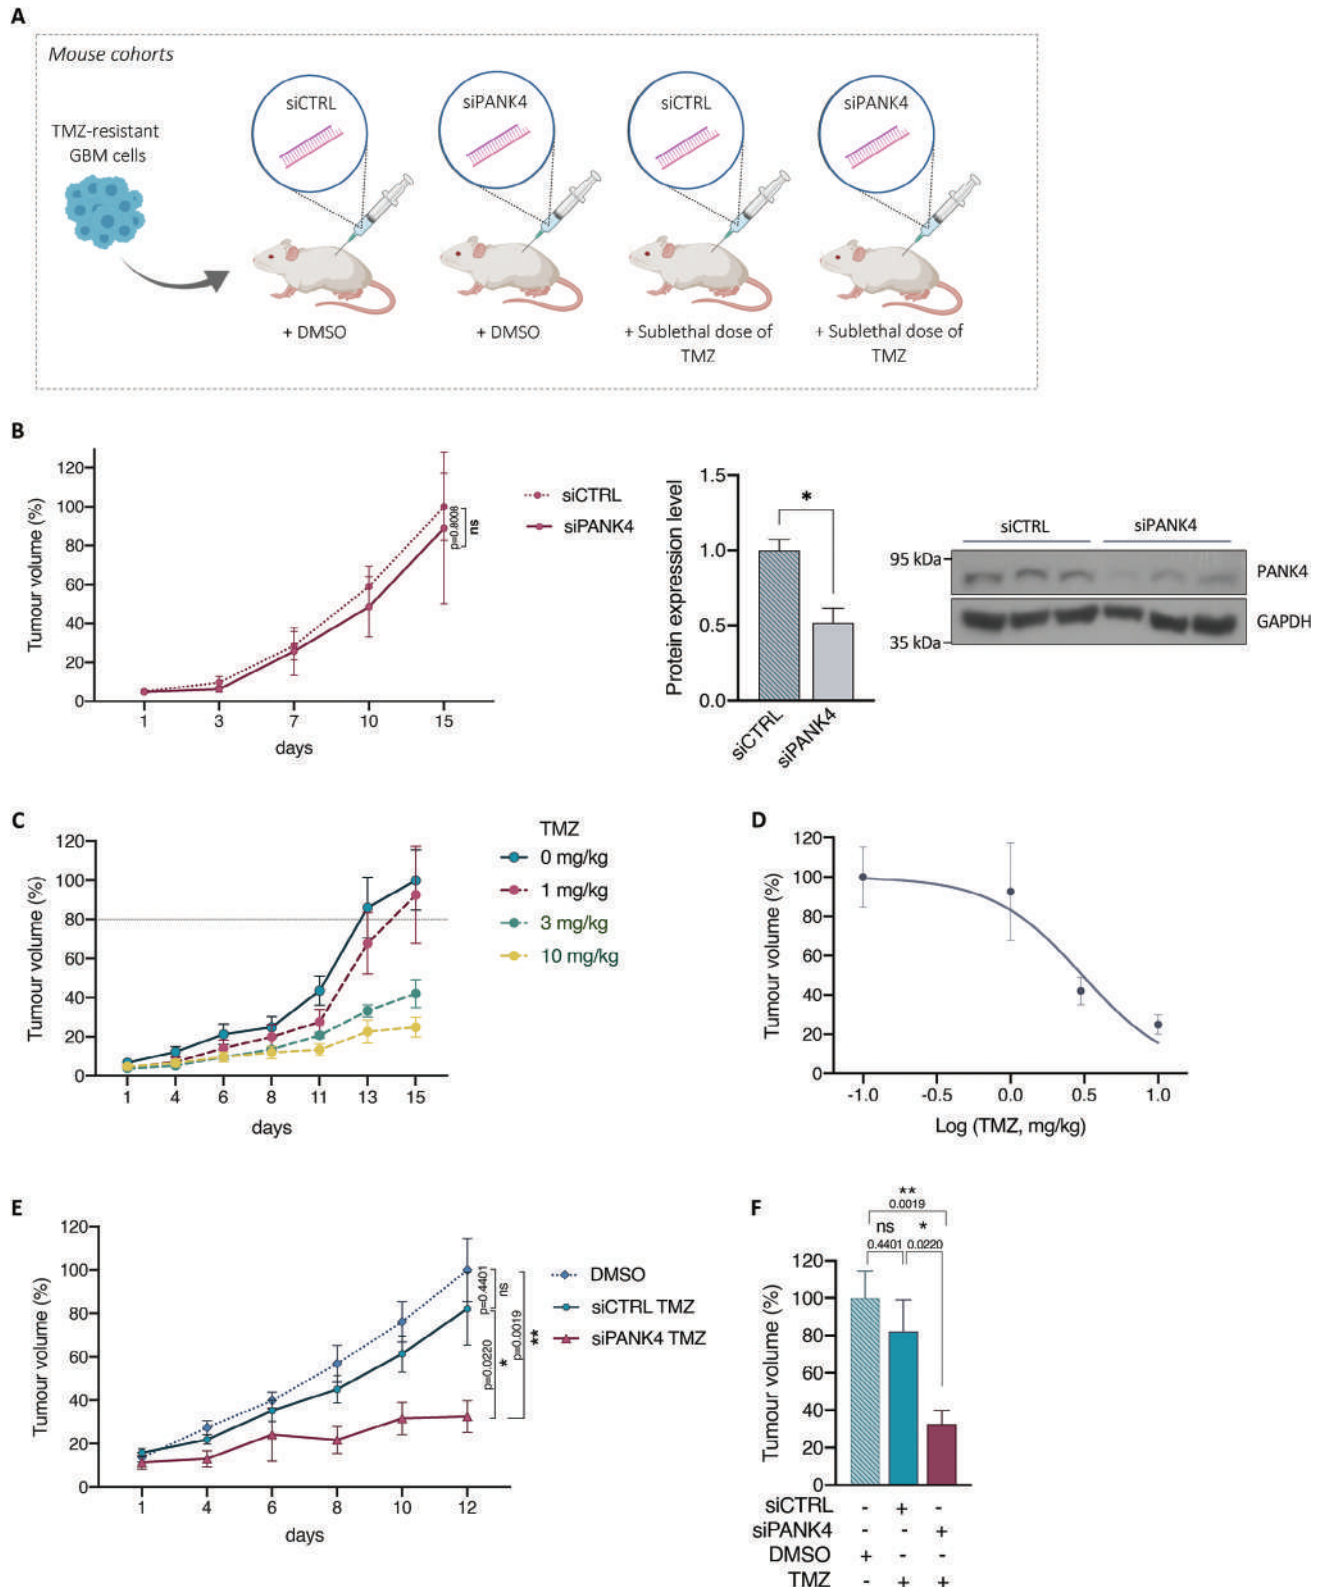 A
Mouse cohorts
TMZ-resistant
GBM cells
siCTRL siPANK4 siCTRL siPANK4
+ DMSO + DMSO + Sublethal dose of + Sublethal dose of
TMZ TMZ
B
Tumour volume (%)
120
100
80
60
40
20
0
1 3 7 10 15
days
siCTRL
siPANK4
p=0.8008
ns
Protein expression level
1.5
1.0
0.5
0.0
*
siCTRL
siPANK4
siCTRL siPANK4
95 kDa
35 kDa
PANK4
GAPDH
C
Tumour volume (%)
120
100
80
60
40
20
0
1 4 6 8 11 13 15
days
TMZ
0 mg/kg
1 mg/kg
3 mg/kg
10 mg/kg
D
Tumour volume (%)
120
100
80
60
40
20
0
-1.0 -0.5 0.0 0.5 1.0
Log (TMZ, mg/kg)
E
Tumour volume (%)
120
100
80
60
40
20
0
1 4 6 8 10 12
days
p=0.4401
ns
p=0.0220
*
p=0.0019
**
DMSO
siCTRL TMZ
siPANK4 TMZ
F
**
0.0019
ns *
0.4401 0.0220
Tumour volume (%)
120
100
80
60
40
20
0
siCTRL - + -
siPANK4 - - +
DMSO + - -
TMZ - + +